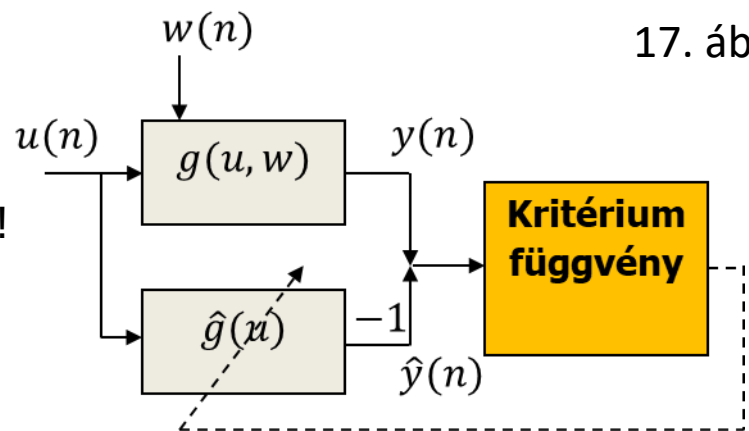 w(n)
17. áb
u(n)
g(u, w)
y(n)
!
Kritérium
függvény
ĝ(u)
−1
ŷ(n)